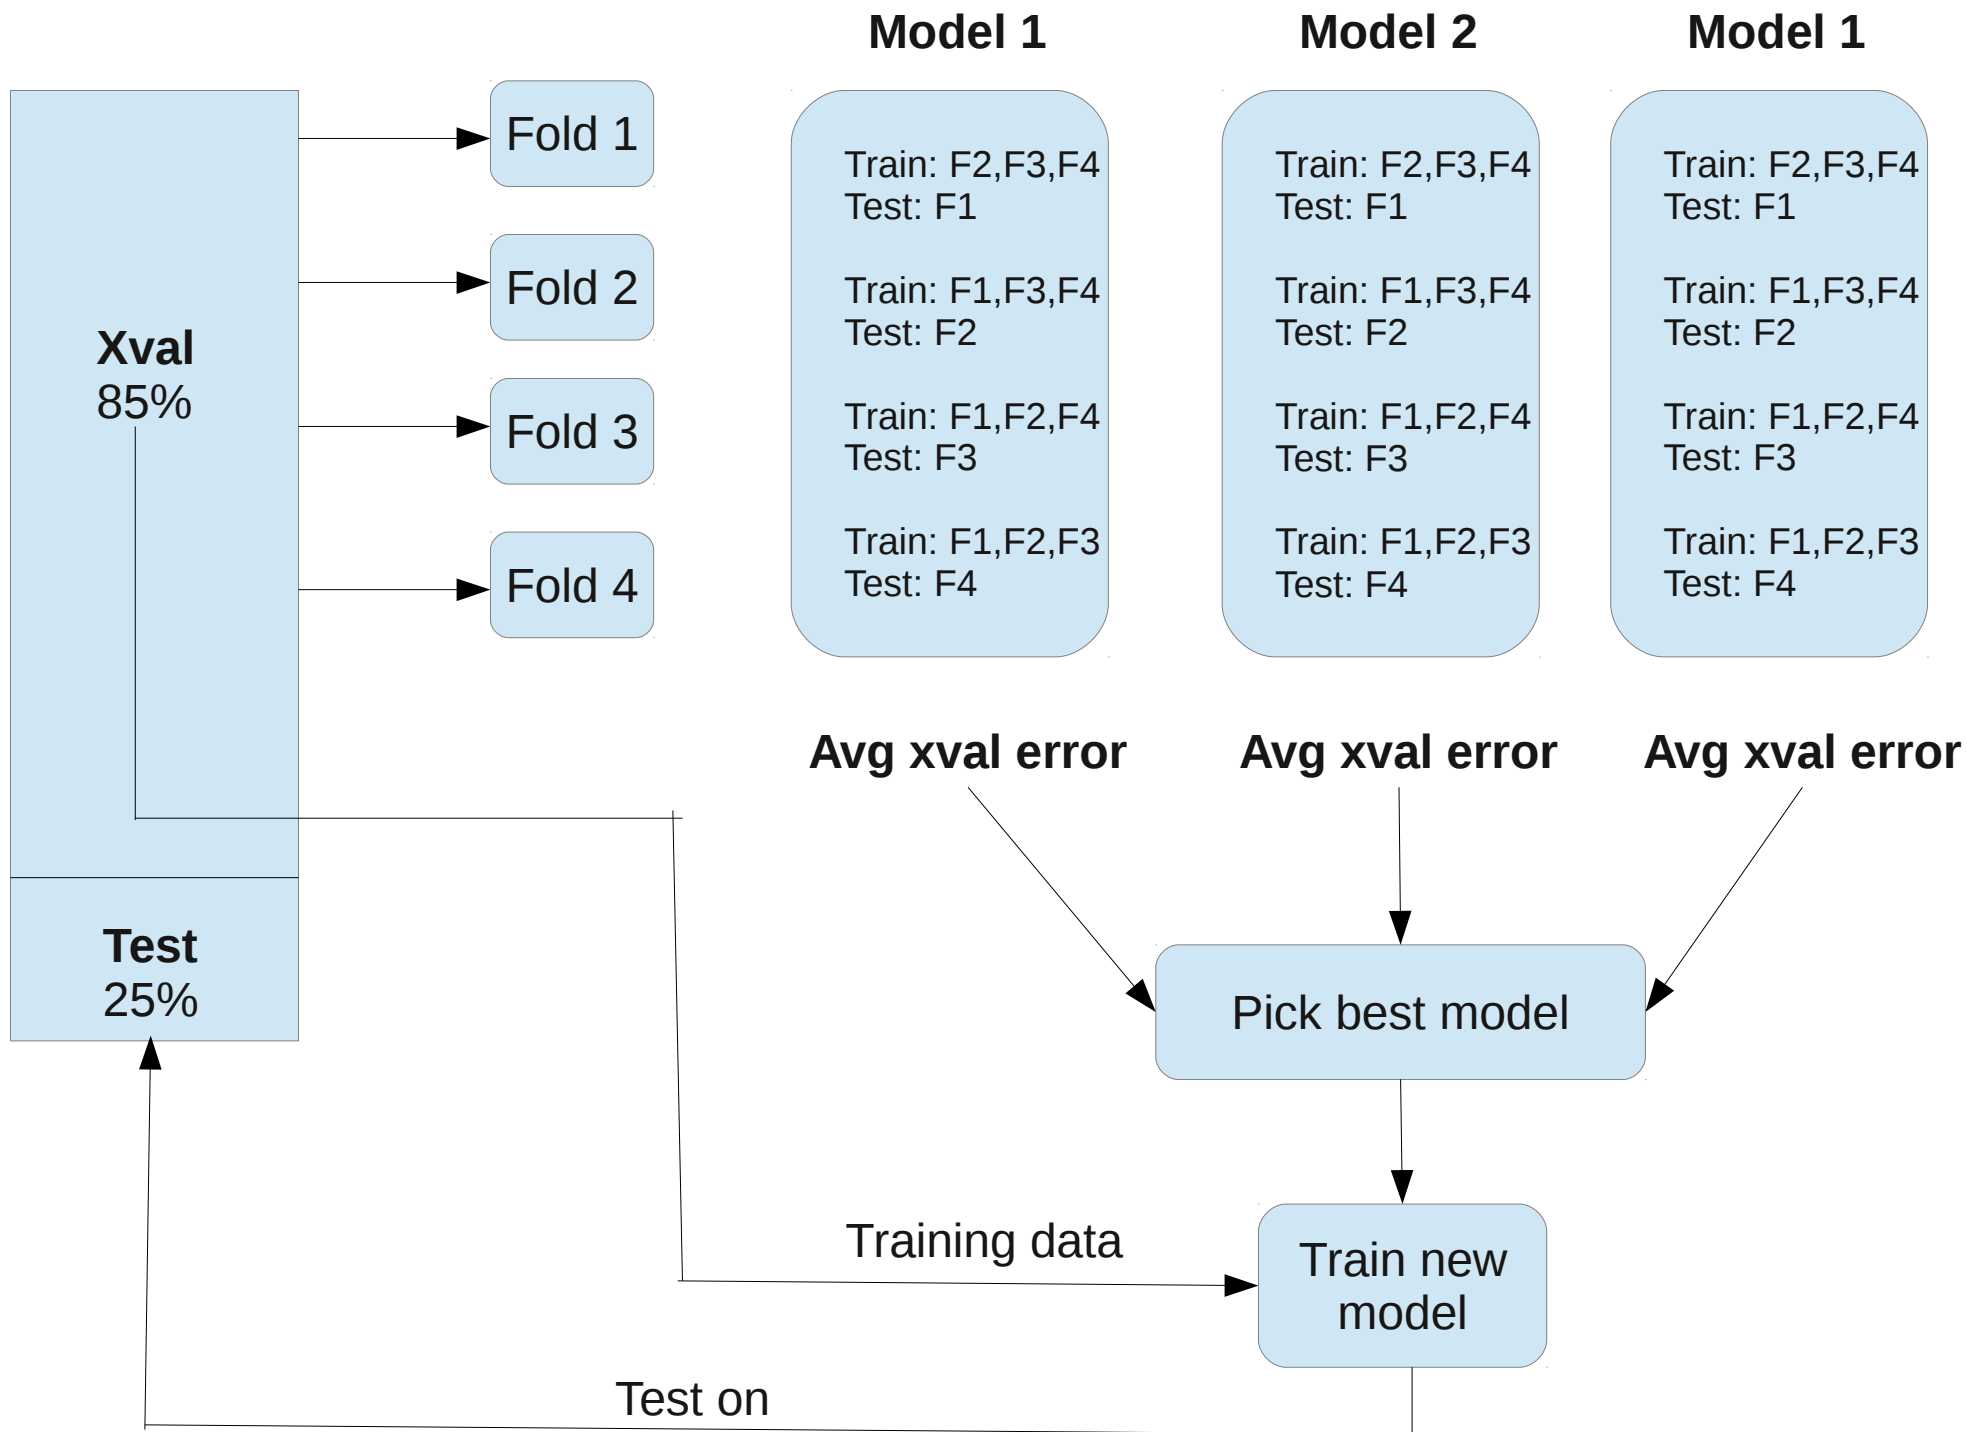 Model 1
Model 2
Model 1
Xval
85%
Test
25%
Fold 1
Fold 2
Fold 3
Fold 4
Train: F2,F3,F4
Test: F1
Train: F1,F3,F4
Test: F2
Train: F1,F2,F4
Test: F3
Train: F1,F2,F3
Test: F4
Train: F2,F3,F4
Test: F1
Train: F1,F3,F4
Test: F2
Train: F1,F2,F4
Test: F3
Train: F1,F2,F3
Test: F4
Train: F2,F3,F4
Test: F1
Train: F1,F3,F4
Test: F2
Train: F1,F2,F4
Test: F3
Train: F1,F2,F3
Test: F4
Avg xval error
Avg xval error
Avg xval error
Pick best model
Training data
Train new
model
Test on